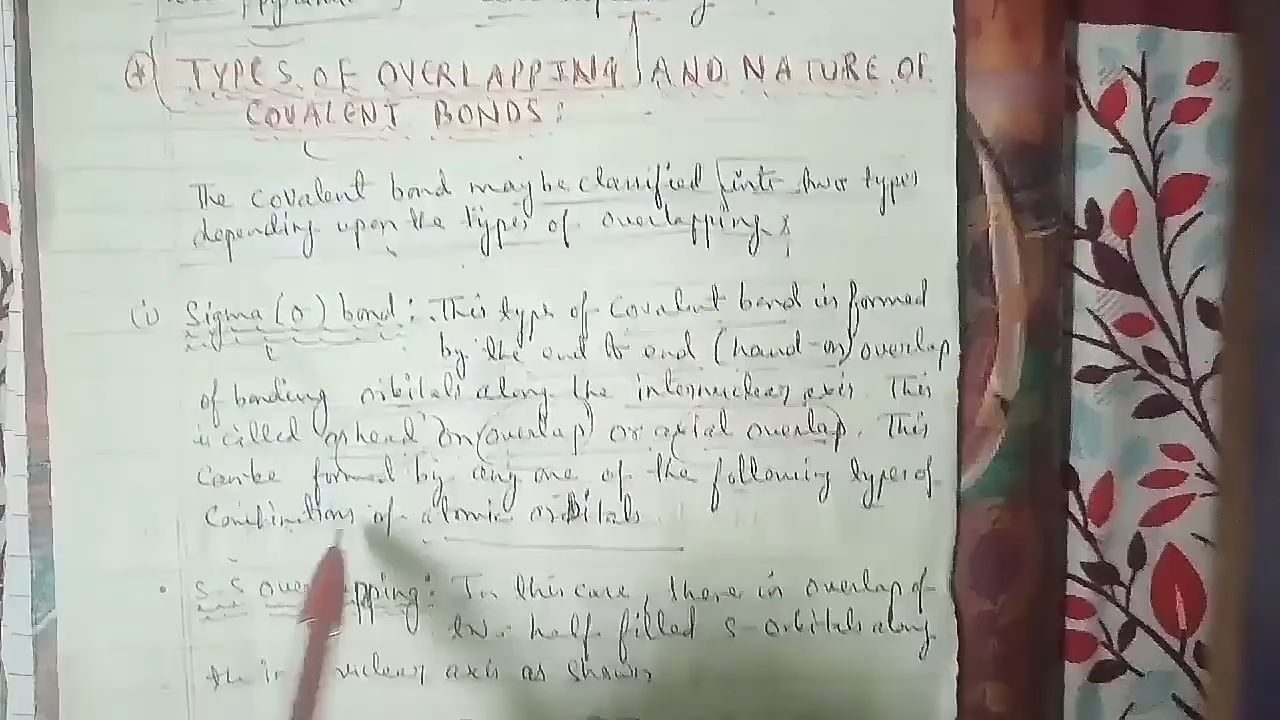 TYPES OF OVERLAPPING AND NATURE OF
COVALENT BONDS:
The covalent bond may be classified into two types
depending upon the types of overlapping:
(i) Sigma (σ) bond: This type of covalent bond is formed
by the end to end (hand-on) overlap
of bonding orbitals along the internuclear axis. This
is called as head on (overlap) or axial overlap. This
can be formed by any one of the following types of
combinations of atomic orbitals
• S-S overlapping: In this case, there is overlap of
two half filled s-orbitals along
the nuclear axis as shown